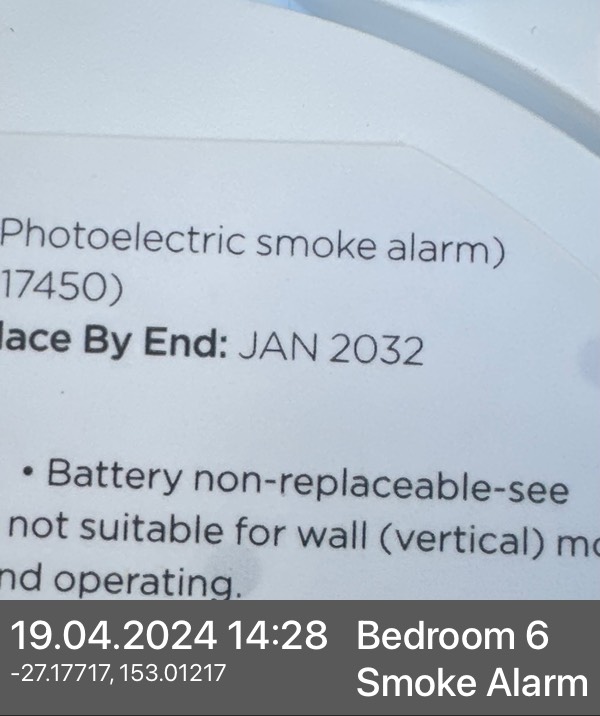 Photoelectric smoke alarm)
17450)
lace By End: JAN 2032
• Battery non-replaceable-see
not suitable for wall (vertical) mo
nd operating.
19.04.2024 14:28
-27.17717, 153.01217
Bedroom 6
Smoke Alarm